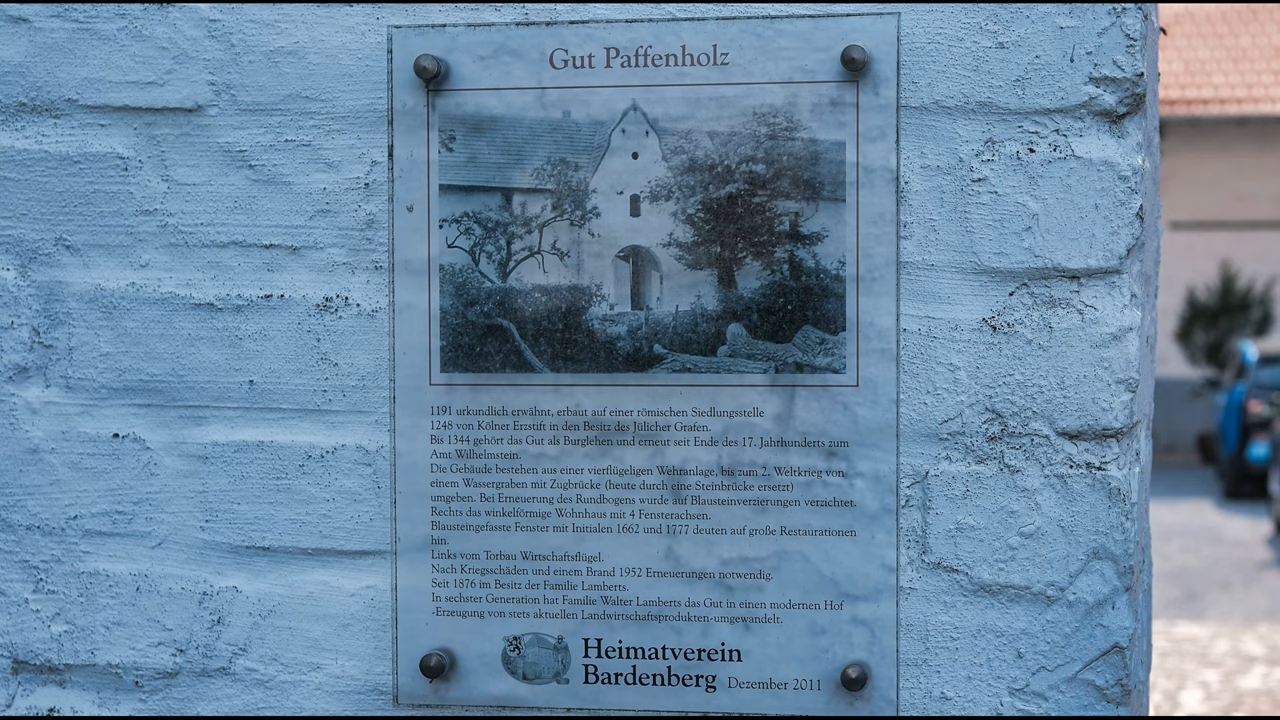 Gut Paffenholz
1191 urkundlich erwähnt, erbaut auf einer römischen Siedlungsstelle
1248 von Kölner Erzstift in den Besitz des Jülicher Grafen.
Bis 1344 gehört das Gut als Burglehen und erneut seit Ende des 17. Jahrhunderts zum
Amt Wilhelmstein.
Die Gebäude bestehen aus einer vierflügeligen Wehranlage, bis zum 2. Weltkrieg von
einem Wassergraben mit Zugbrücke (heute durch eine Steinbrücke ersetzt)
umgeben. Bei Erneuerung des Rundbogens wurde auf Blausteinverzierungen verzichtet.
Rechts das winkelförmige Wohnhaus mit 4 Fensterachsen.
Blausteingefasste Fenster mit Initialen 1662 und 1777 deuten auf große Restaurationen
hin.
Links vom Torbau Wirtschaftsflügel.
Nach Kriegsschäden und einem Brand 1952 Erneuerungen notwendig.
Seit 1876 im Besitz der Familie Lamberts.
In sechster Generation hat Familie Walter Lamberts das Gut in einen modernen Hof
-Erzeugung von stets aktuellen Landwirtschaftsprodukten-umgewandelt.
Heimatverein
Bardenberg Dezember 2011